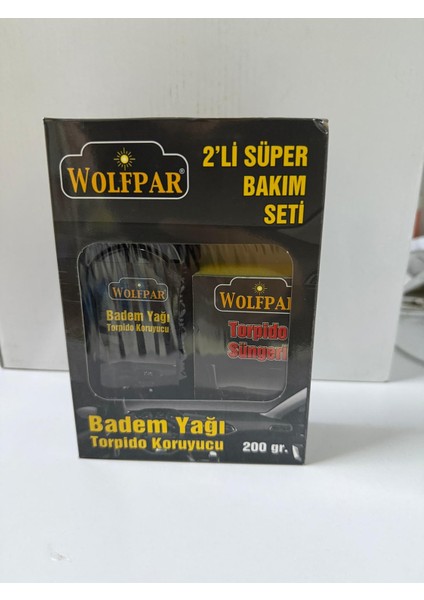 WOLFPAR®
2'Lİ SÜPER
BAKIM
SETİ
WOLFPAR
Badem Yağı
Torpido Koruyucu
WOLFPAR
Torpido
Süngeri
Badem Yağı
Torpido Koruyucu
200 gr.